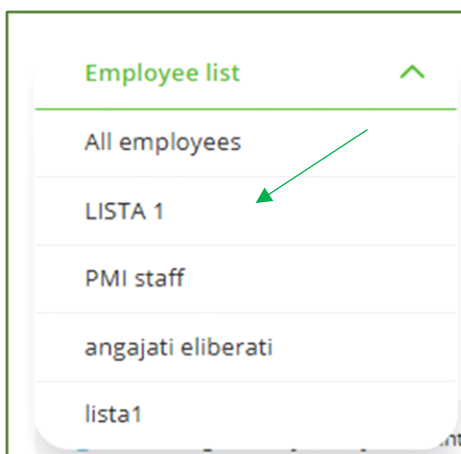 Employee list
All employees
LISTA 1
PMI staff
angajati eliberati
lista1